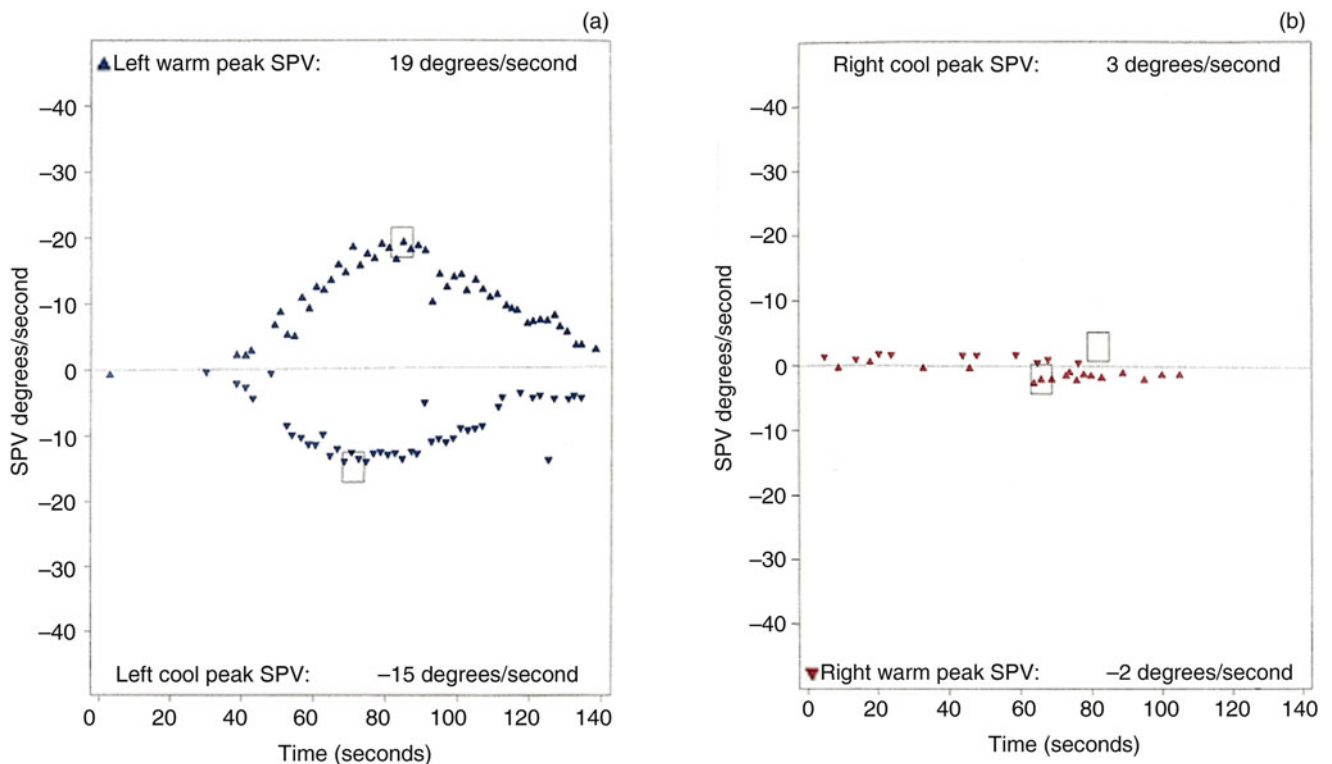 (a)
▲Left warm peak SPV: 19 degrees/second
–40
–30
–20
–10
0
–10
–20
–30
–40
SPV degrees/second
Left cool peak SPV: –15 degrees/second
0 20 40 60 80 100 120 140
Time (seconds)
(b)
Right cool peak SPV: 3 degrees/second
–40
–30
–20
–10
0
–10
–20
–30
–40
SPV degrees/second
▼Right warm peak SPV: –2 degrees/second
0 20 40 60 80 100 120 140
Time (seconds)